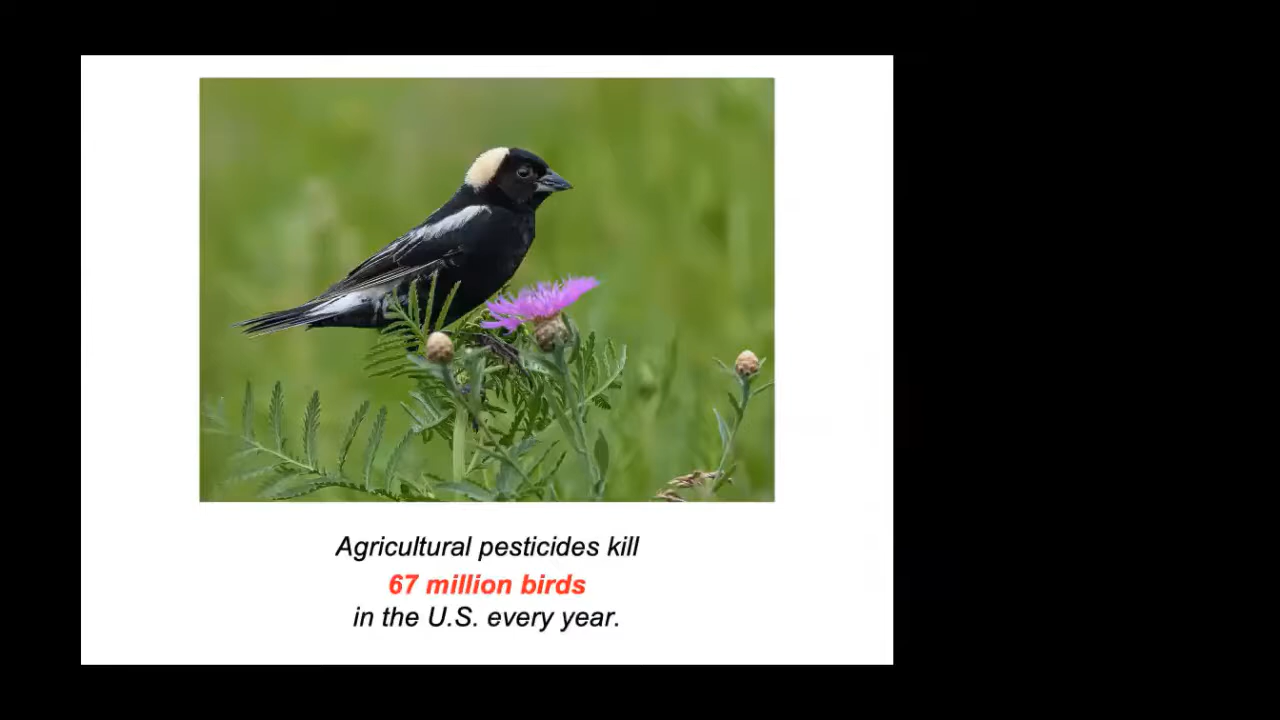 Agricultural pesticides kill
67 million birds
in the U.S. every year.